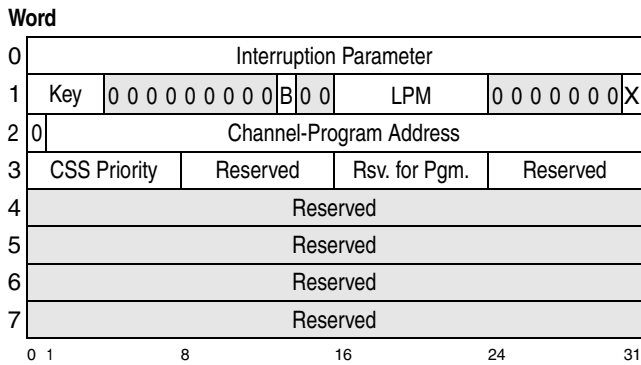 Word
0 Interruption Parameter
1 Key 0 0 0 0 0 0 0 0 0 B 0 0 LPM 0 0 0 0 0 0 0 X
2 0 Channel-Program Address
3 CSS Priority Reserved Rsv. for Pgm. Reserved
4 Reserved
5 Reserved
6 Reserved
7 Reserved
0 1 8 16 24 31